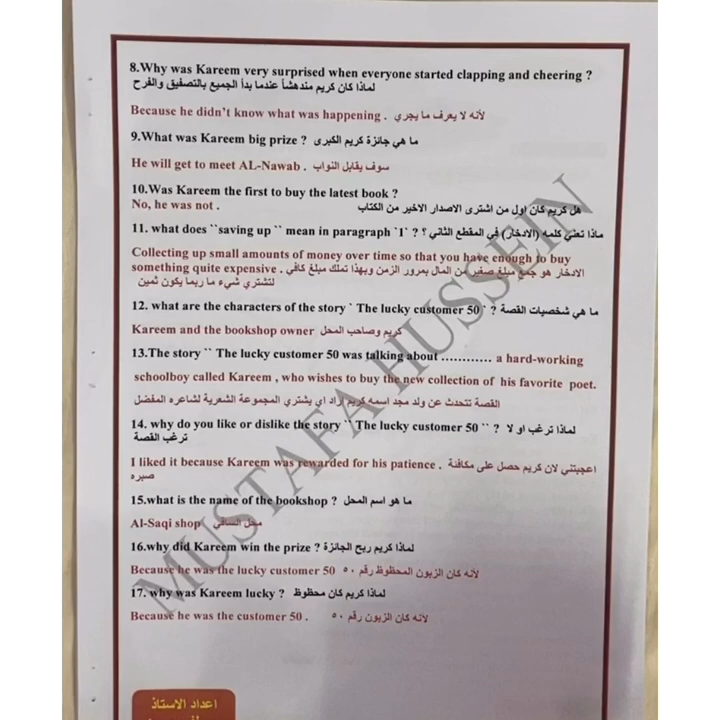 8.Why was Kareem very surprised when everyone started clapping and cheering ?
لماذا كان كريم مندهشاً عندما بدأ الجميع بالتصفيق والفرح
Because he didn't know what was happening . لأنه لا يعرف ما يجري
9.What was Kareem big prize ? ما هي جائزة كريم الكبرى
He will get to meet AL-Nawab . سوف يقابل النواب
10.Was Kareem the first to buy the latest book ?
No, he was not . هل كريم كان اول من اشترى الاصدار الاخير من الكتاب
11. what does ``saving up `` mean in paragraph `1` ? ماذا تعني كلمه (الادخار) في المقطع الثاني ؟
Collecting up small amounts of money over time so that you have enough to buy
something quite expensive . الادخار هو جمع مبلغ صغير من المال بمرور الزمن وبهذا تملك مبلغ كافي
لتشتري شيء ما ربما يكون ثمين
12. what are the characters of the story ` The lucky customer 50 ` ? ما هي شخصيات القصة
Kareem and the bookshop owner كريم وصاحب المحل
13.The story `` The lucky customer 50 was talking about ............. a hard-working
schoolboy called Kareem , who wishes to buy the new collection of his favorite poet.
القصة تتحدث عن ولد مجد اسمه كريم اراد اي يشتري المجموعة الشعرية لشاعره المفضل
14. why do you like or dislike the story `` The lucky customer 50 `` ? لماذا ترغب او لا
ترغب القصة
I liked it because Kareem was rewarded for his patience . اعجبتني لان كريم حصل على مكافئة
صبره
15.what is the name of the bookshop ? ما هو اسم المحل
Al-Saqi shop محل الساقي
16.why did Kareem win the prize ? لماذا كريم ربح الجائزة
Because he was the lucky customer 50 لأنه كان الزبون المحظوظ رقم ٥٠
17. why was Kareem lucky ? لماذا كريم كان محظوظ
Because he was the customer 50 . لأنه كان الزبون رقم ٥٠
MUSTAFA HUSSEIN
اعداد الاستاذ